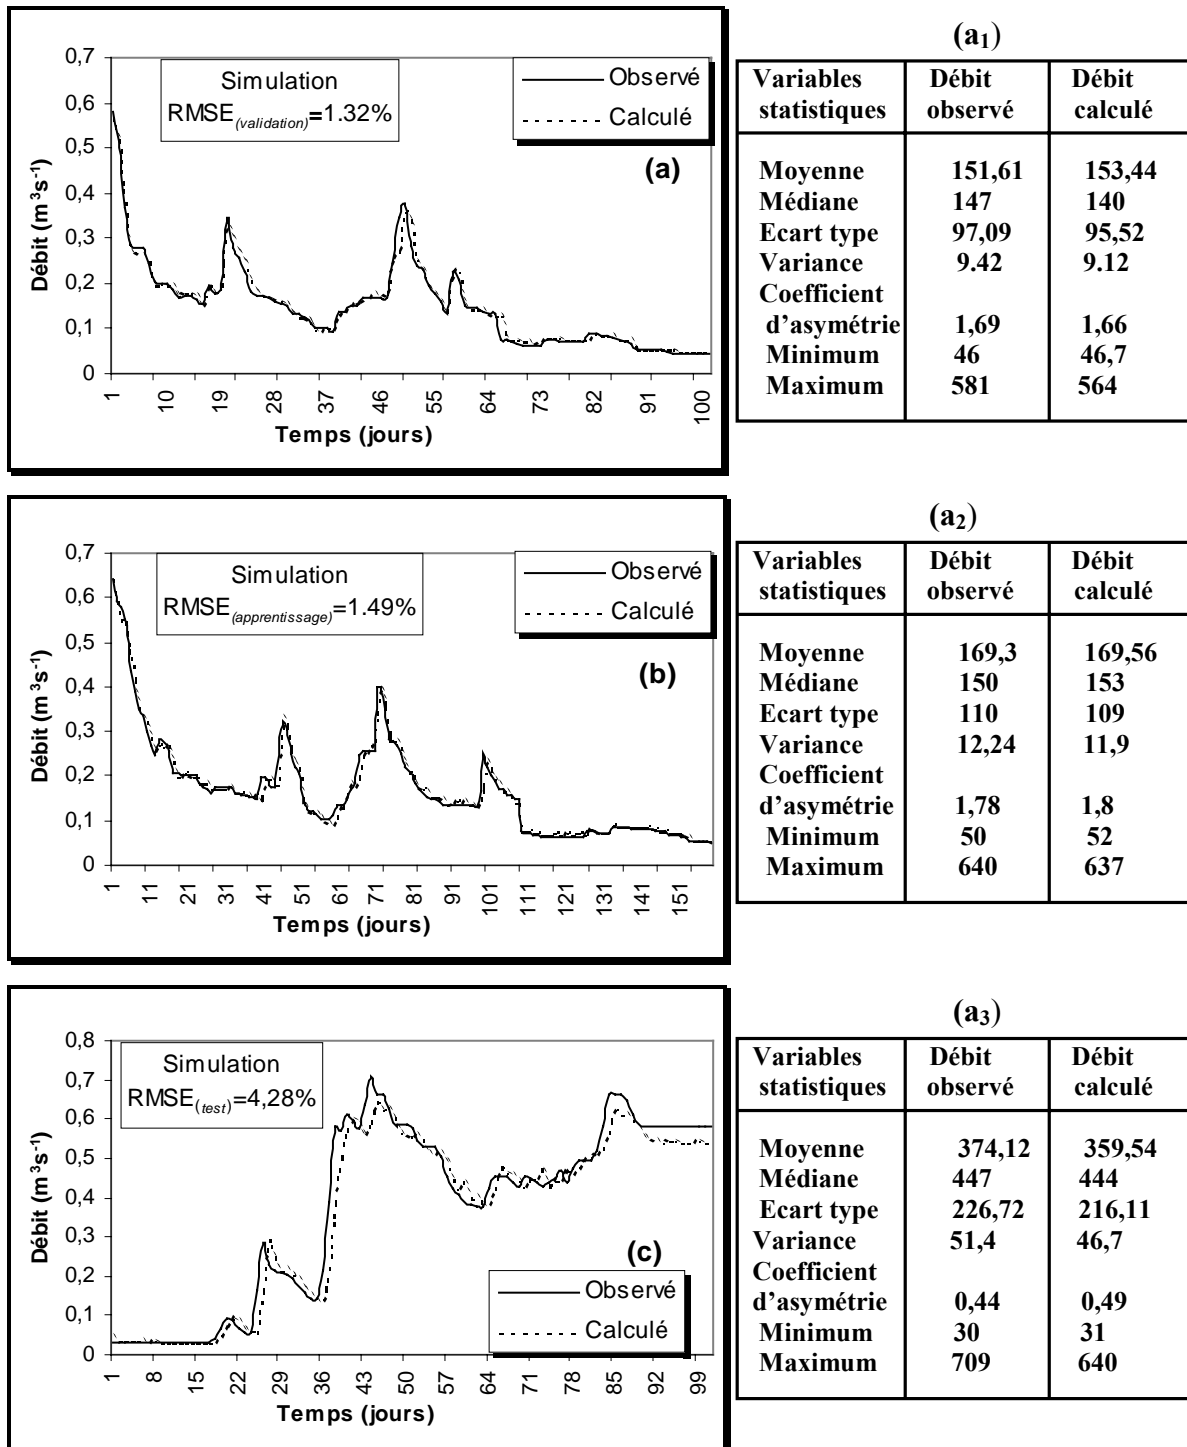 0,7
0,6
0,5
0,4
0,3
0,2
0,1
0
Débit (m³s⁻¹)
Simulation
RMSE(validation)=1.32%
Observé
Calculé
(a)
1 10 19 28 37 46 55 64 73 82 91 100
Temps (jours)
(a₁)
Variables statistiques Débit observé Débit calculé
Moyenne 151,61 153,44
Médiane 147 140
Ecart type 97,09 95,52
Variance 9.42 9.12
Coefficient
d’asymétrie 1,69 1,66
Minimum 46 46,7
Maximum 581 564
0,7
0,6
0,5
0,4
0,3
0,2
0,1
0
Débit (m³s⁻¹)
Simulation
RMSE(apprentissage)=1.49%
Observé
Calculé
(b)
1 11 21 31 41 51 61 71 81 91 101 111 121 131 141 151
Temps (jours)
(a₂)
Variables statistiques Débit observé Débit calculé
Moyenne 169,3 169,56
Médiane 150 153
Ecart type 110 109
Variance 12,24 11,9
Coefficient
d’asymétrie 1,78 1,8
Minimum 50 52
Maximum 640 637
0,8
0,7
0,6
0,5
0,4
0,3
0,2
0,1
0
Débit (m³s⁻¹)
Simulation
RMSE(test)=4,28%
(c)
Observé
Calculé
1 8 15 22 29 36 43 50 57 64 71 78 85 92 99
Temps (jours)
(a₃)
Variables statistiques Débit observé Débit calculé
Moyenne 374,12 359,54
Médiane 447 444
Ecart type 226,72 216,11
Variance 51,4 46,7
Coefficient
d’asymétrie 0,44 0,49
Minimum 30 31
Maximum 709 640